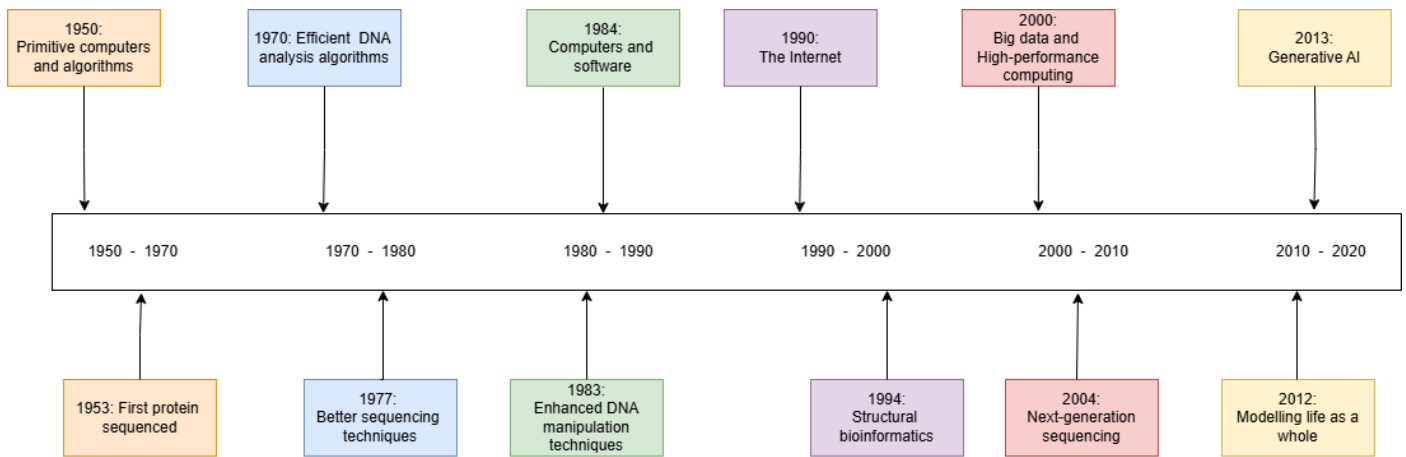 1950:
Primitive computers
and algorithms
1970: Efficient DNA
analysis algorithms
1984:
Computers and
software
1990:
The Internet
2000:
Big data and
High-performance
computing
2013:
Generative AI
1950 - 1970
1970 - 1980
1980 - 1990
1990 - 2000
2000 - 2010
2010 - 2020
1953: First protein
sequenced
1977:
Better sequencing
techniques
1983:
Enhanced DNA
manipulation
techniques
1994:
Structural
bioinformatics
2004:
Next-generation
sequencing
2012:
Modelling life as a
whole